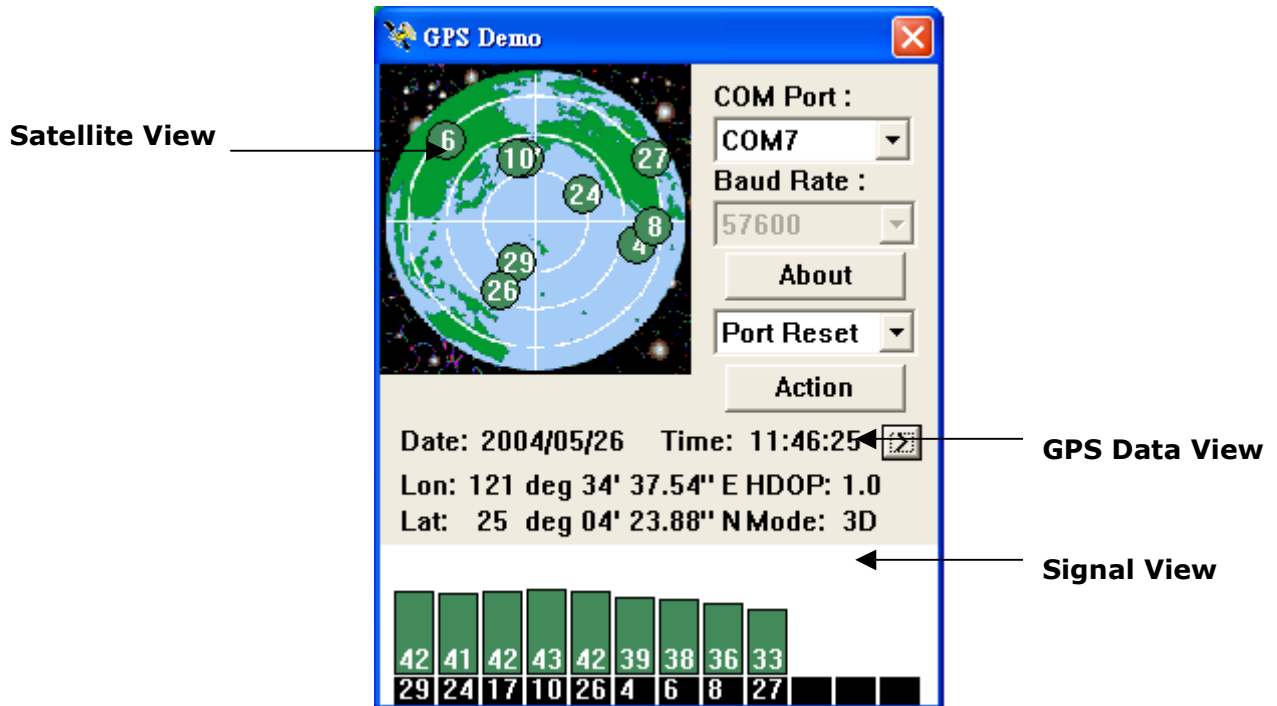 GPS Demo
Satellite View
6
10
27
24
8
4
29
26
COM Port :
COM7
Baud Rate :
57600
About
Port Reset
Action
Date: 2004/05/26 Time: 11:46:25
GPS Data View
Lon: 121 deg 34' 37.54" E HDOP: 1.0
Lat: 25 deg 04' 23.88" N Mode: 3D
Signal View
42 41 42 43 42 39 38 36 33
29 24 17 10 26 4 6 8 27